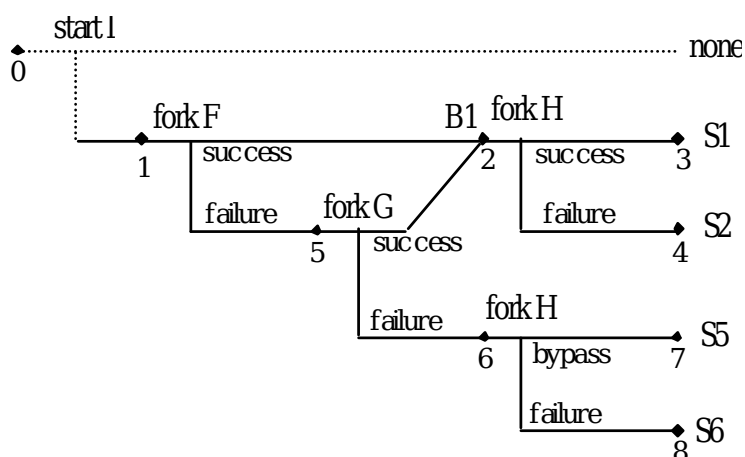 start I
none
0
fork F
B1
fork H
S1
1
success
2
success
3
fork G
S2
failure
failure
5
success
4
fork H
S5
failure
6
bypass
7
failure
S6
8